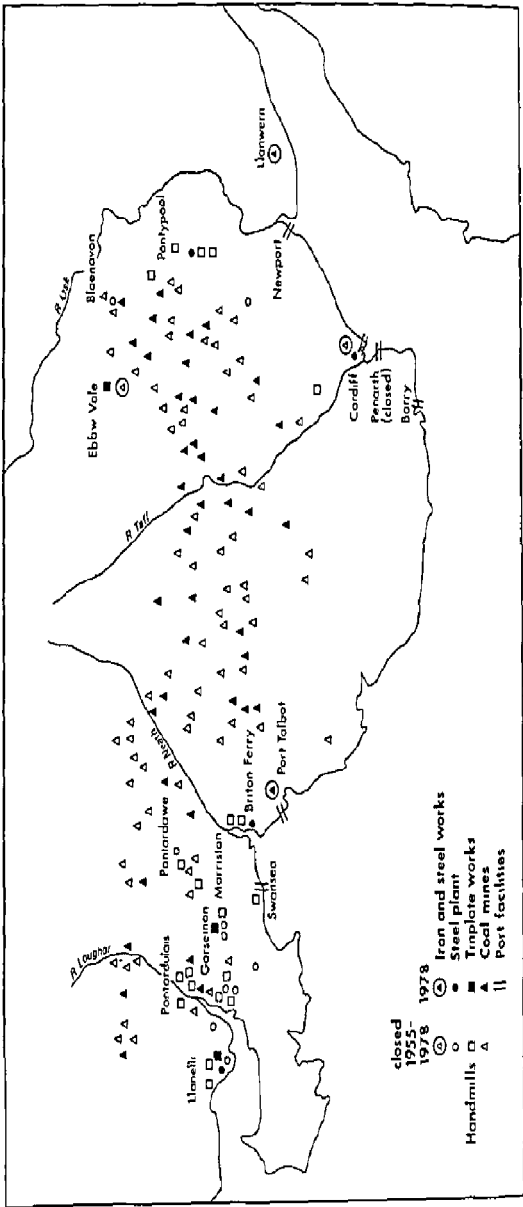 R Usk
Blaenavon
Pontypool
Ebbw Vale
Llanwern
Newport
Cardiff
Penarth
(closed)
Barry
R Taff
R Neath
Pontardawe
Morriston
Briton Ferry
Port Talbot
R Loughor
Pontardulais
Gorseinon
Swansea
Llanelli
closed
1955-
1978
1978
Iron and steel works
Steel plant
Handmills
Tinplate works
Coal mines
Port facilities